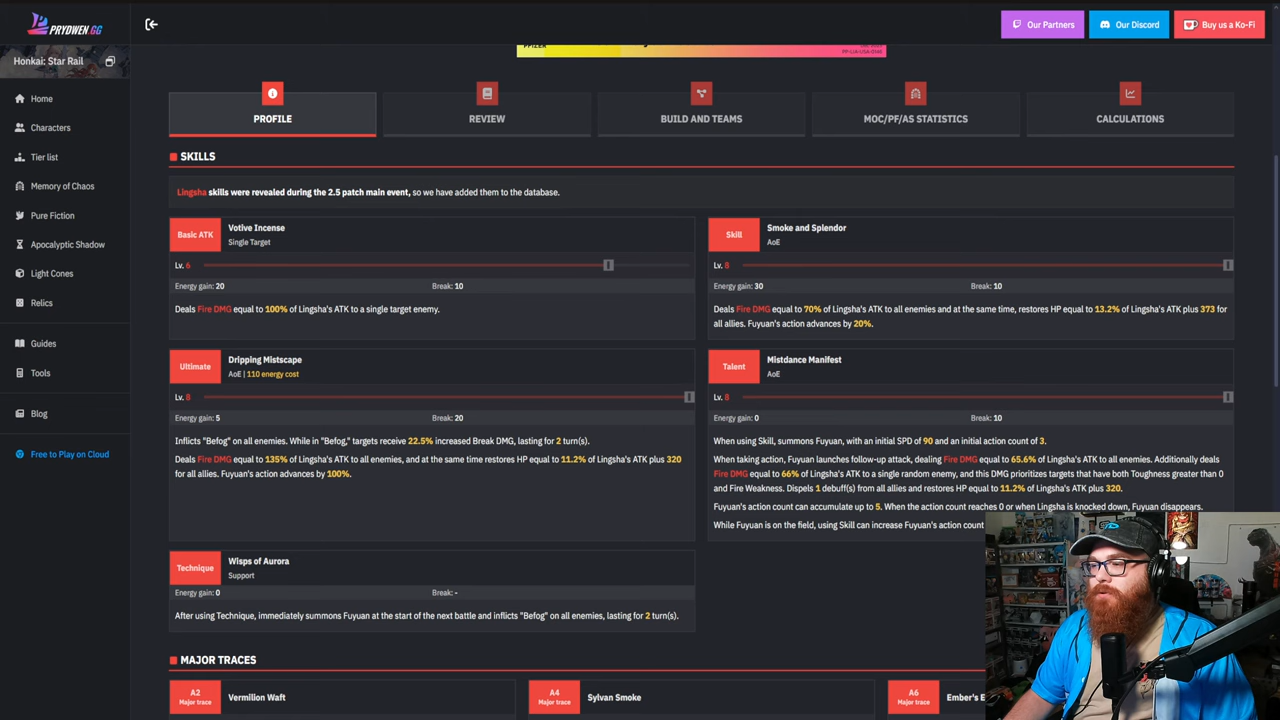 PRYDWEN.GG
Our Partners
Our Discord
Buy us a Ko-Fi
Honkai: Star Rail
Home
Characters
Tier list
Memory of Chaos
Pure Fiction
Apocalyptic Shadow
Light Cones
Relics
Guides
Tools
Blog
Free to Play on Cloud
PROFILE
REVIEW
BUILD AND TEAMS
MOC/PF/AS STATISTICS
CALCULATIONS
SKILLS
Lingsha skills were revealed during the 2.5 patch main event, so we have added them to the database.
Basic ATK
Votive Incense
Single Target
Lv. 6
Energy gain: 20
Break: 10
Deals Fire DMG equal to 100% of Lingsha's ATK to a single target enemy.
Skill
Smoke and Splendor
AoE
Lv. 8
Energy gain: 30
Break: 10
Deals Fire DMG equal to 70% of Lingsha's ATK to all enemies and at the same time, restores HP equal to 13.2% of Lingsha's ATK plus 373 for
all allies. Fuyuan's action advances by 20%.
Ultimate
Dripping Mistscape
AoE | 110 energy cost
Lv. 8
Energy gain: 5
Break: 20
Inflicts "Befog" on all enemies. While in "Befog," targets receive 22.5% increased Break DMG, lasting for 2 turn(s).
Deals Fire DMG equal to 135% of Lingsha's ATK to all enemies, and at the same time restores HP equal to 11.2% of Lingsha's ATK plus 320
for all allies. Fuyuan's action advances by 100%.
Talent
Mistdance Manifest
AoE
Lv. 8
Energy gain: 0
Break: 10
When using Skill, summons Fuyuan, with an initial SPD of 90 and an initial action count of 3.
When taking action, Fuyuan launches follow-up attack, dealing Fire DMG equal to 65.6% of Lingsha's ATK to all enemies. Additionally deals
Fire DMG equal to 66% of Lingsha's ATK to a single random enemy, and this DMG prioritizes targets that have both Toughness greater than 0
and Fire Weakness. Dispels 1 debuff(s) from all allies and restores HP equal to 11.2% of Lingsha's ATK plus 320.
Fuyuan's action count can accumulate up to 5. When the action count reaches 0 or when Lingsha is knocked down, Fuyuan disappears.
While Fuyuan is on the field, using Skill can increase Fuyuan's action count
Technique
Wisps of Aurora
Support
Energy gain: 0
Break: -
After using Technique, immediately summons Fuyuan at the start of the next battle and inflicts "Befog" on all enemies, lasting for 2 turn(s).
MAJOR TRACES
A2
Major trace
Vermilion Waft
A4
Major trace
Sylvan Smoke
A6
Major trace
Ember's E